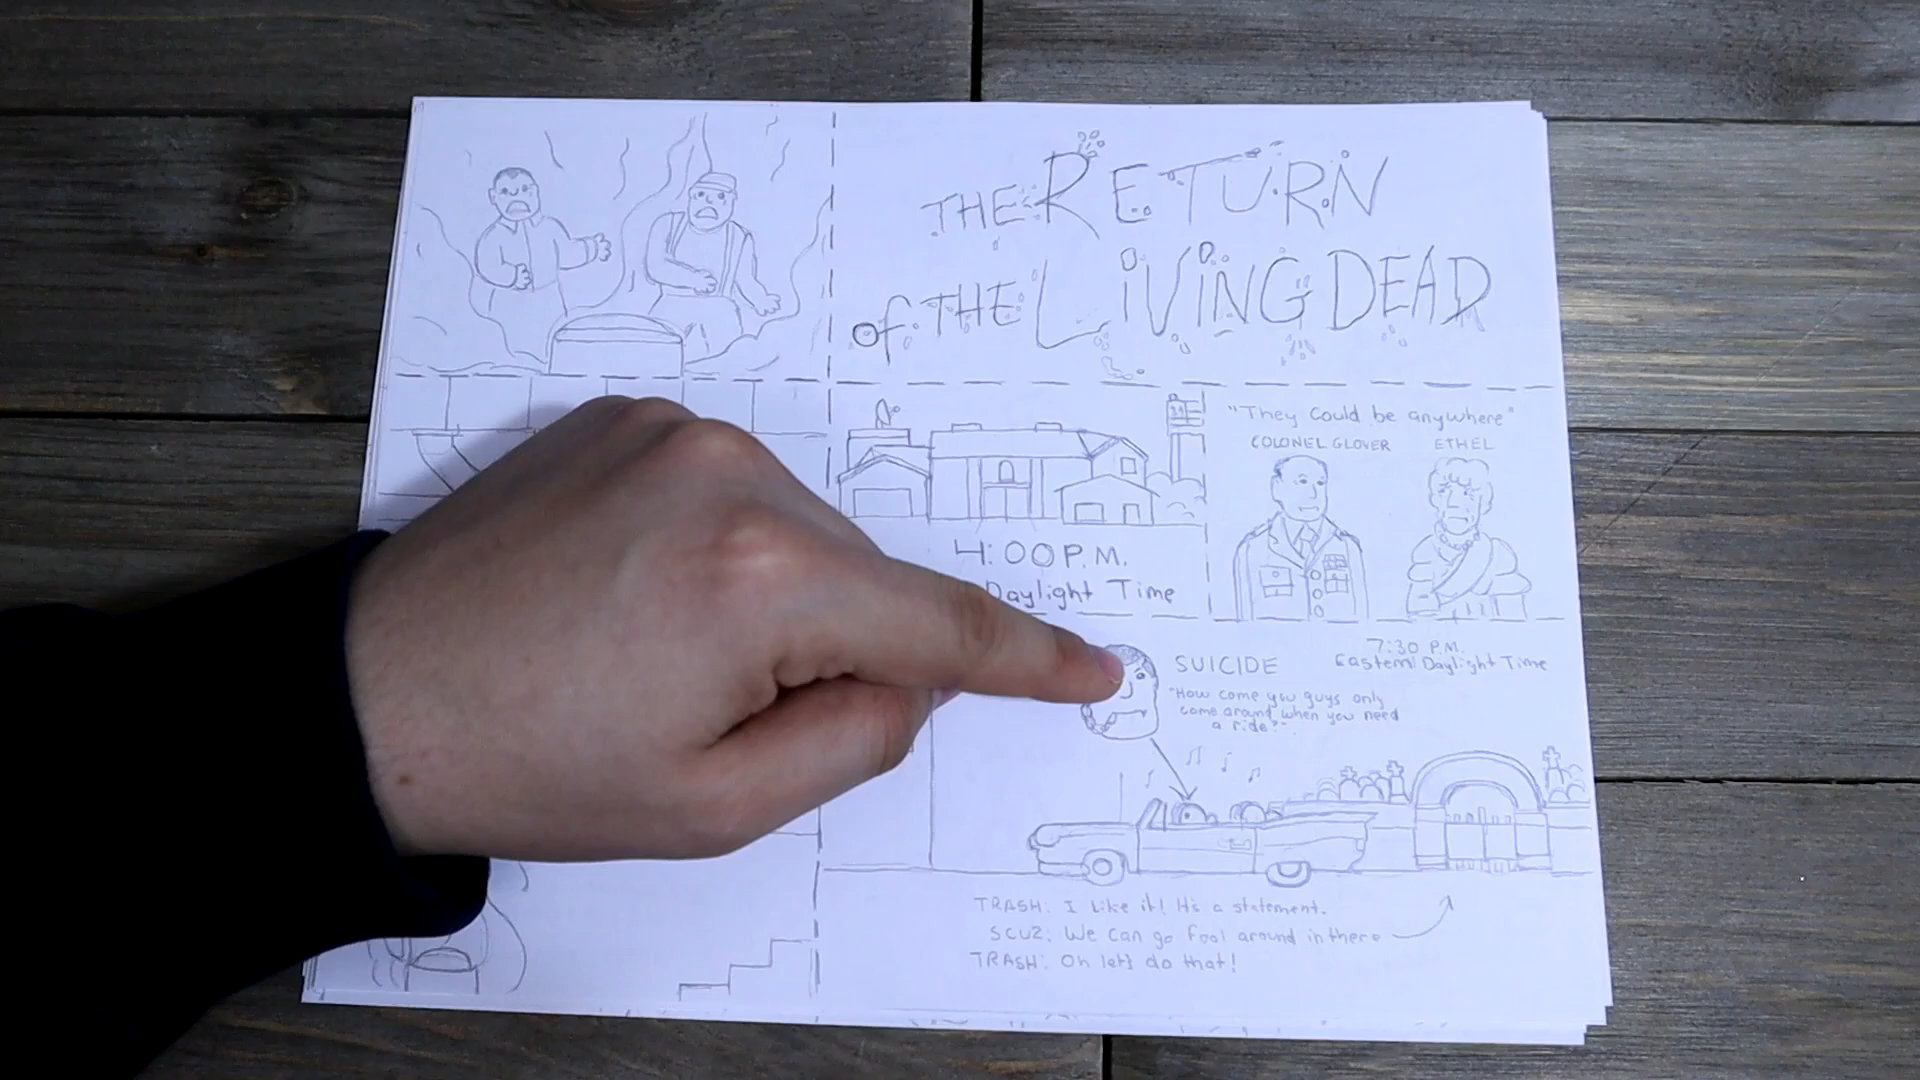 THE RETURN
of THE LIVING DEAD
4:00 P.M.
Daylight Time
"They Could be anywhere"
COLONEL GLOVER
ETHEL
SUICIDE
"How come you guys only
come around when you need
a ride?"
7:30 P.M.
Eastern Daylight Time
TRASH: I Like it! It's a statement.
SCUZ: We can go fool around in there
TRASH: Oh let's do that!